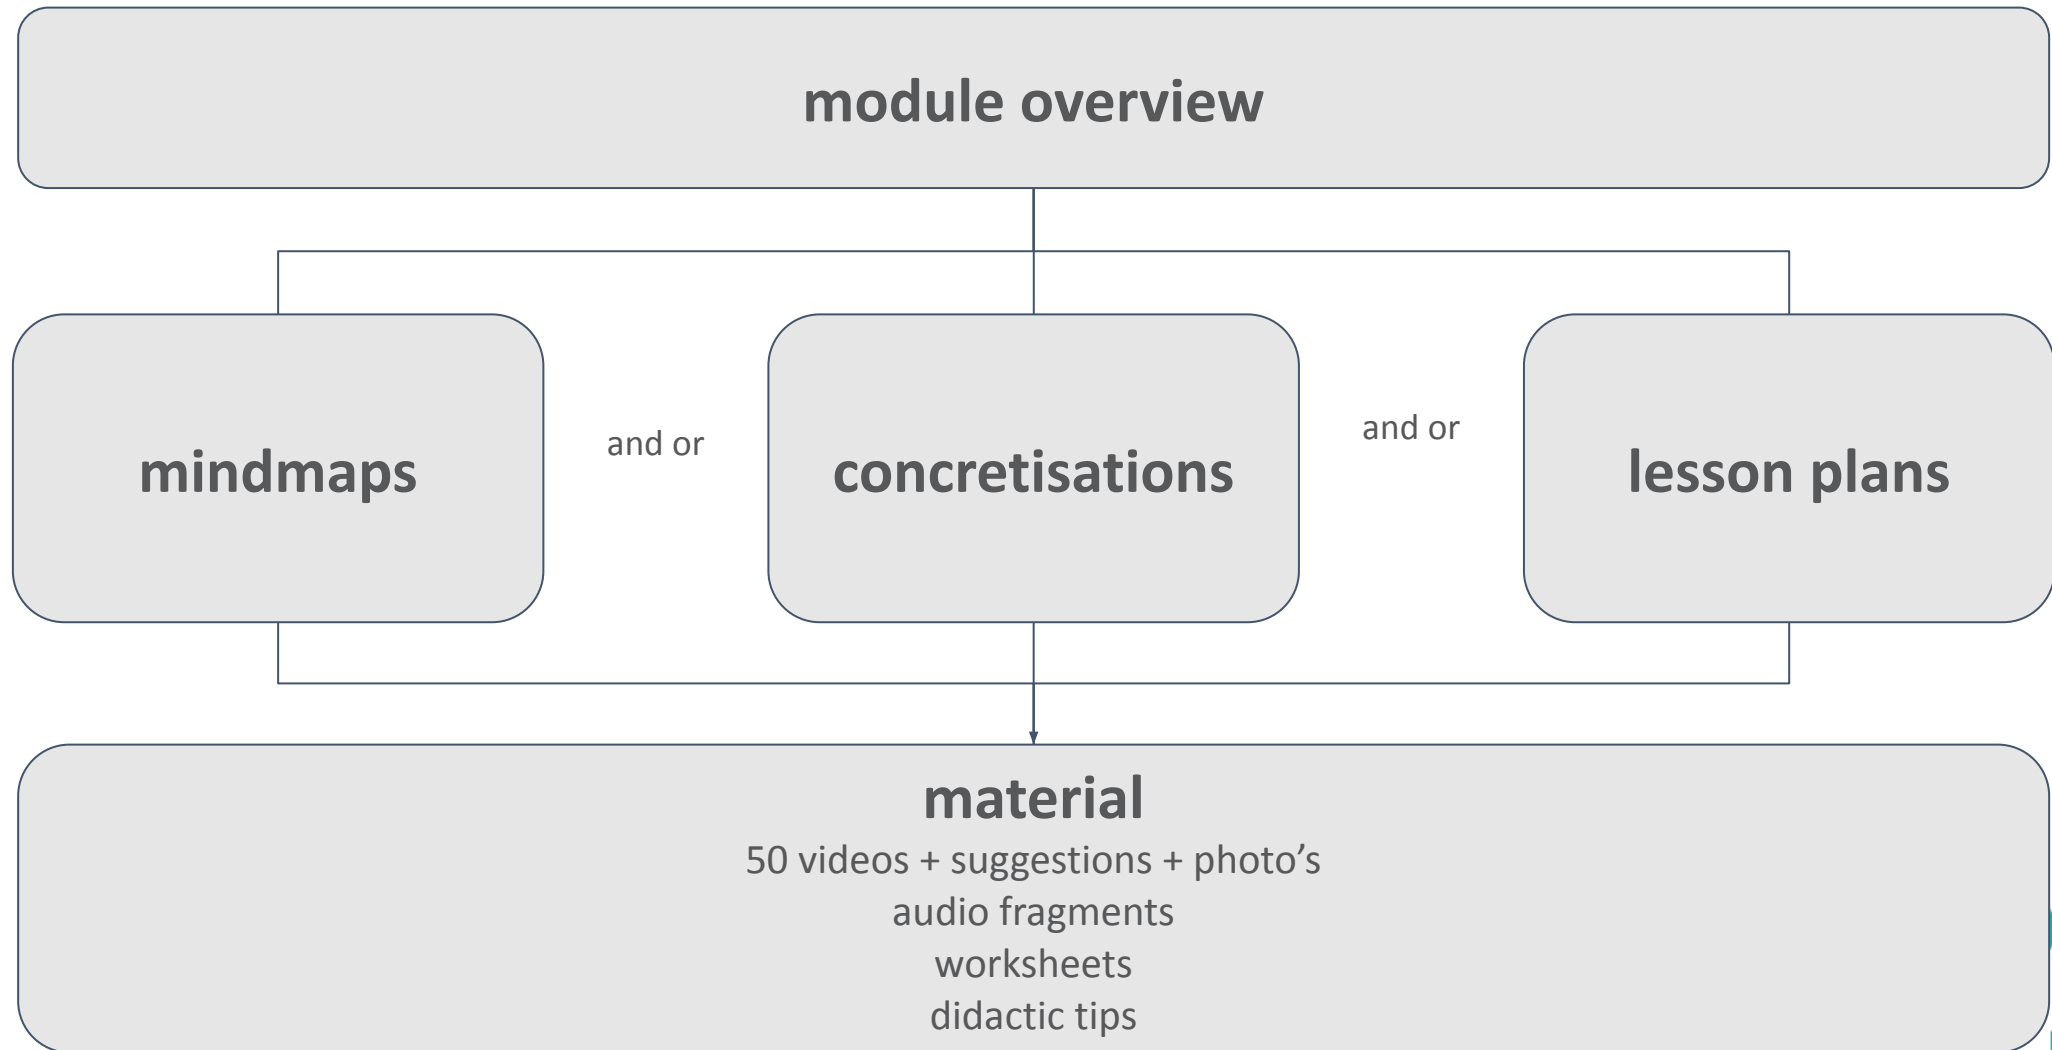 module overview
mindmaps
and or
concretisations
and or
lesson plans
material
50 videos + suggestions + photo’s
audio fragments
worksheets
didactic tips